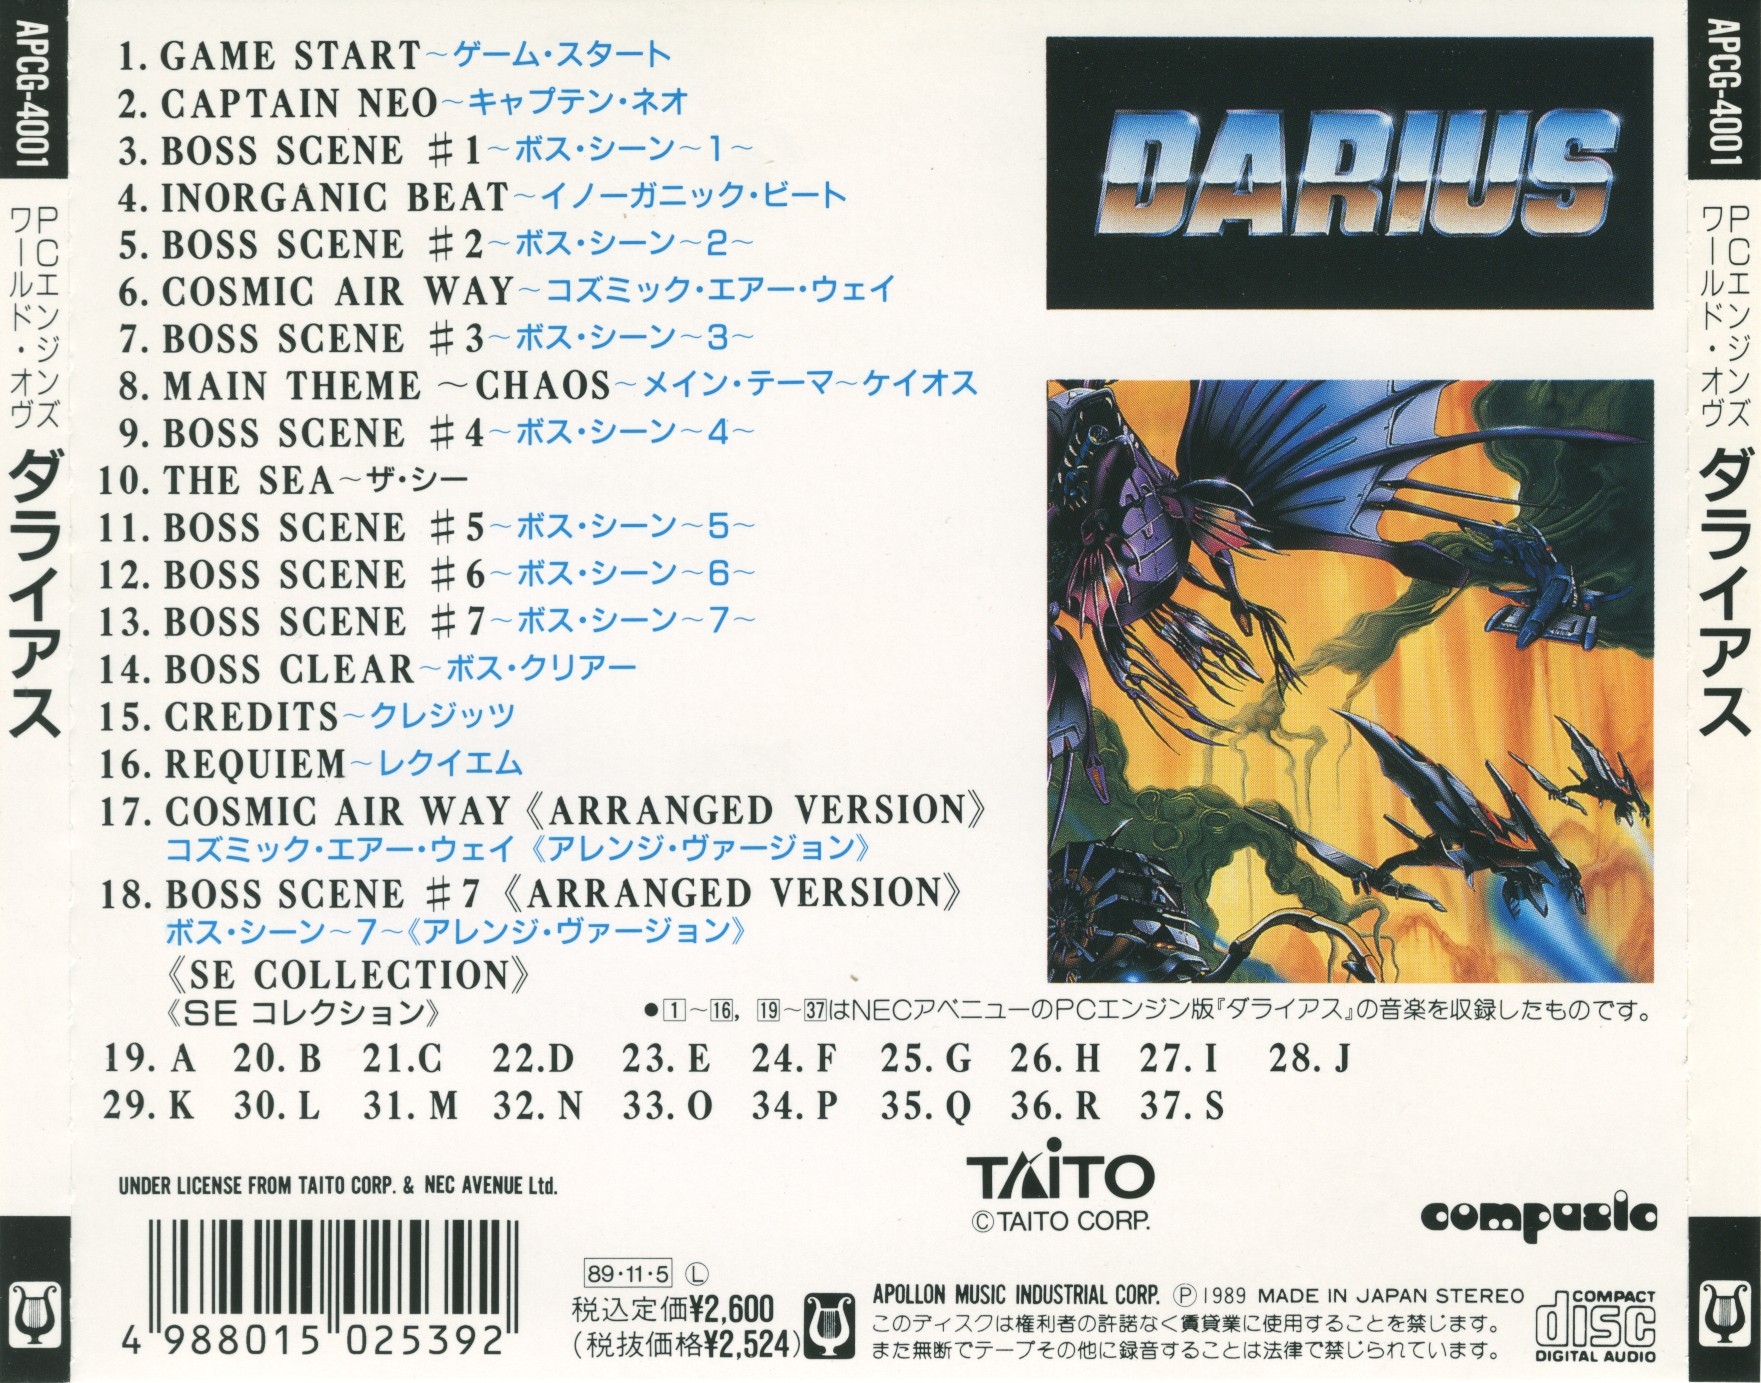 APCG-4001
PCエンジンズ
ワールド・オヴ
ダライアス
1. GAME START～ゲーム・スタート
2. CAPTAIN NEO～キャプテン・ネオ
3. BOSS SCENE ♯1～ボス・シーン～1～
4. INORGANIC BEAT～イノーガニック・ビート
5. BOSS SCENE ♯2～ボス・シーン～2～
6. COSMIC AIR WAY～コズミック・エアー・ウェイ
7. BOSS SCENE ♯3～ボス・シーン～3～
8. MAIN THEME ～CHAOS～メイン・テーマ～ケイオス
9. BOSS SCENE ♯4～ボス・シーン～4～
10. THE SEA～ザ・シー
11. BOSS SCENE ♯5～ボス・シーン～5～
12. BOSS SCENE ♯6～ボス・シーン～6～
13. BOSS SCENE ♯7～ボス・シーン～7～
14. BOSS CLEAR～ボス・クリアー
15. CREDITS～クレジッツ
16. REQUIEM～レクイエム
17. COSMIC AIR WAY《ARRANGED VERSION》
コズミック・エアー・ウェイ《アレンジ・ヴァージョン》
18. BOSS SCENE ♯7《ARRANGED VERSION》
ボス・シーン～7～《アレンジ・ヴァージョン》
《SE COLLECTION》
《SE コレクション》
DARIUS
●1～16, 19～37はNECアベニューのPCエンジン版『ダライアス』の音楽を収録したものです。
19. A 20. B 21.C 22.D 23. E 24. F 25. G 26. H 27. I 28. J
29. K 30. L 31. M 32. N 33. O 34. P 35. Q 36. R 37. S
UNDER LICENSE FROM TAITO CORP. & NEC AVENUE Ltd.
4 988015 025392
TAITO
©TAITO CORP.
compusic
89・11・5 Ⓛ
税込定価¥2,600
(税抜価格¥2,524)
APOLLON MUSIC INDUSTRIAL CORP. Ⓟ1989 MADE IN JAPAN STEREO
このディスクは権利者の許諾なく賃貸業に使用することを禁じます。
また無断でテープその他に録音することは法律で禁じられています。
COMPACT
disc
DIGITAL AUDIO
APCG-4001
PCエンジンズ
ワールド・オヴ
ダライアス